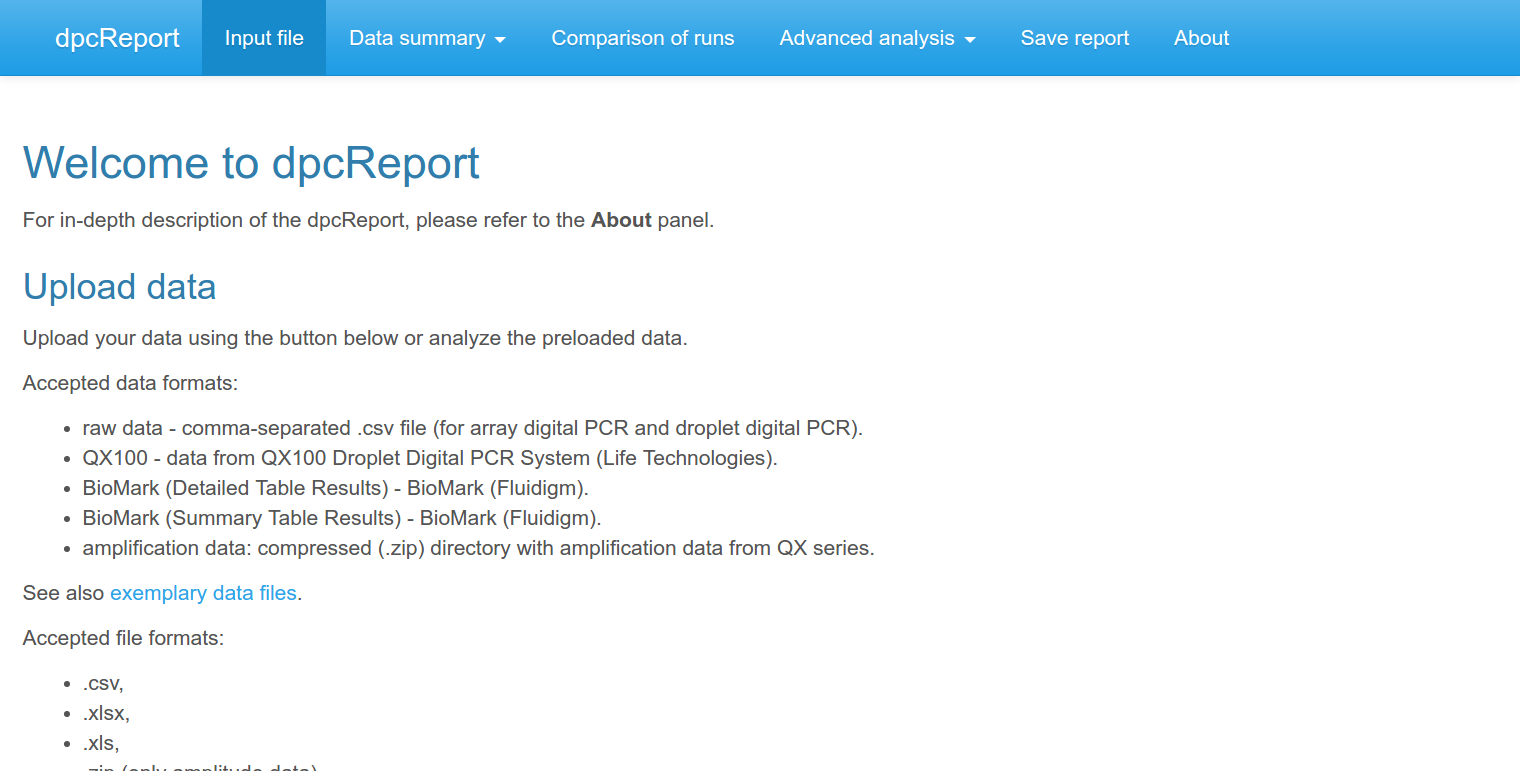 dpcReport Input file Data summary Comparison of runs Advanced analysis Save report About
Welcome to dpcReport
For in-depth description of the dpcReport, please refer to the About panel.
Upload data
Upload your data using the button below or analyze the preloaded data.
Accepted data formats:
raw data - comma-separated .csv file (for array digital PCR and droplet digital PCR).
QX100 - data from QX100 Droplet Digital PCR System (Life Technologies).
BioMark (Detailed Table Results) - BioMark (Fluidigm).
BioMark (Summary Table Results) - BioMark (Fluidigm).
amplification data: compressed (.zip) directory with amplification data from QX series.
See also exemplary data files.
Accepted file formats:
.csv,
.xlsx,
.xls,
.zip (only amplitude data)